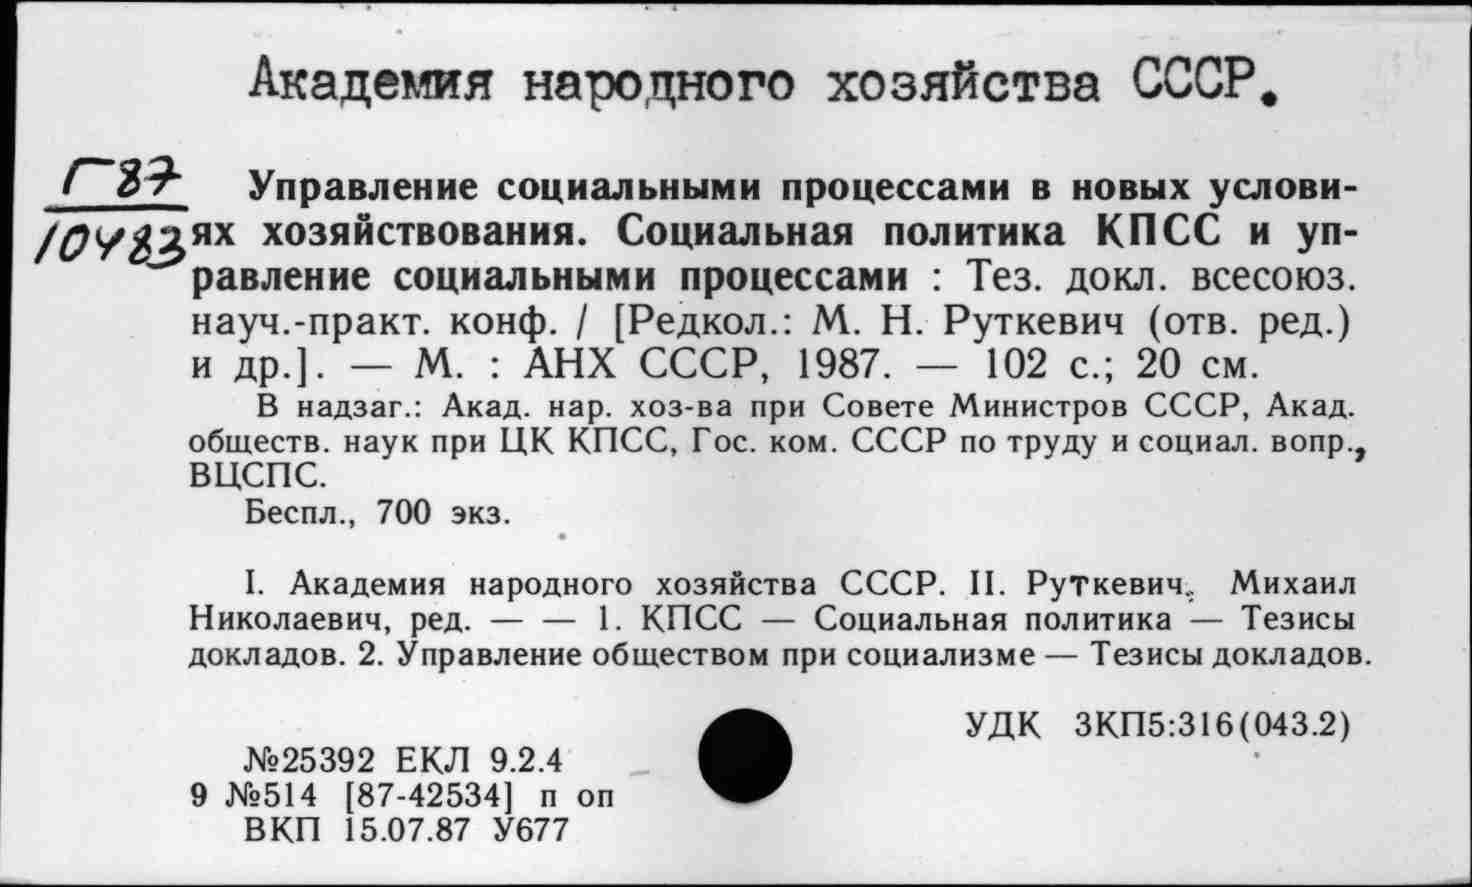 Академия народного хозяйства СССР.
Г87
10483
Управление социальными процессами в новых услови-
ях хозяйствования. Социальная политика КПСС и уп-
равление социальными процессами : Тез. докл. всесоюз.
науч.-практ. конф. / [Редкол.: М. Н. Руткевич (отв. ред.)
и др.]. — М. : АНХ СССР, 1987. — 102 с.; 20 см.
В надзаг.: Акад. нар. хоз-ва при Совете Министров СССР, Акад.
обществ. наук при ЦК КПСС, Гос. ком. СССР по труду и социал. вопр.,
ВЦСПС.
Беспл., 700 экз.
I. Академия народного хозяйства СССР. II. Руткевич, Михаил
Николаевич, ред. — — 1. КПСС — Социальная политика — Тезисы
докладов. 2. Управление обществом при социализме — Тезисы докладов.
УДК 3КП5:316(043.2)
№25392 ЕКЛ 9.2.4
9 №514 [87-42534] п оп
ВКП 15.07.87 У677